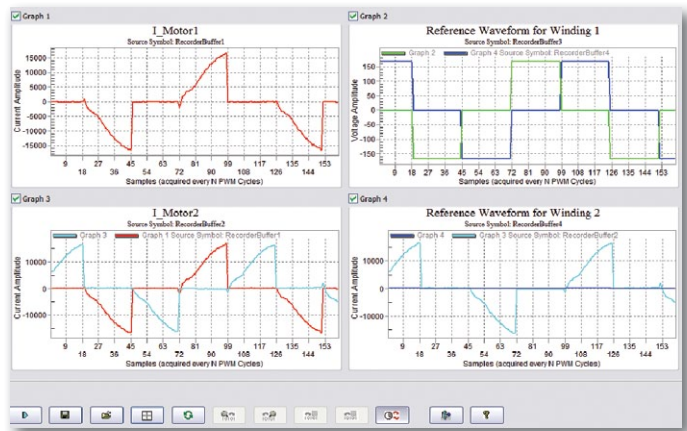 Graph 1
I_Motor1
Source Symbol: RecorderBuffer1
Current Amplitude
15000
10000
5000
0
-5000
-10000
-15000
9 27 45 63 81 99 117 135 153
18 36 54 72 90 108 126 144
Samples (acquired every N PWM Cycles)
Graph 2
Reference Waveform for Winding 1
Source Symbol: RecorderBuffer3
Graph 2 Graph 4 Source Symbol: RecorderBuffer4
Voltage Amplitude
150
100
50
0
-50
-100
-150
9 27 45 63 81 99 117 135 153
18 36 54 72 90 108 126 144
Samples (acquired every N PWM Cycles)
Graph 3
I_Motor2
Source Symbol: RecorderBuffer2
Graph 3 Graph 1 Source Symbol: RecorderBuffer1
Current Amplitude
10000
0
-10000
9 27 45 63 81 99 117 135 153
18 36 54 72 90 108 126 144
Samples (acquired every N PWM Cycles)
Graph 4
Reference Waveform for Winding 2
Source Symbol: RecorderBuffer4
Graph 4 Graph 3 Source Symbol: RecorderBuffer2
Current Amplitude
10000
0
-10000
9 27 45 63 81 99 117 135 153
18 36 54 72 90 108 126 144
Samples (acquired every N PWM Cycles)